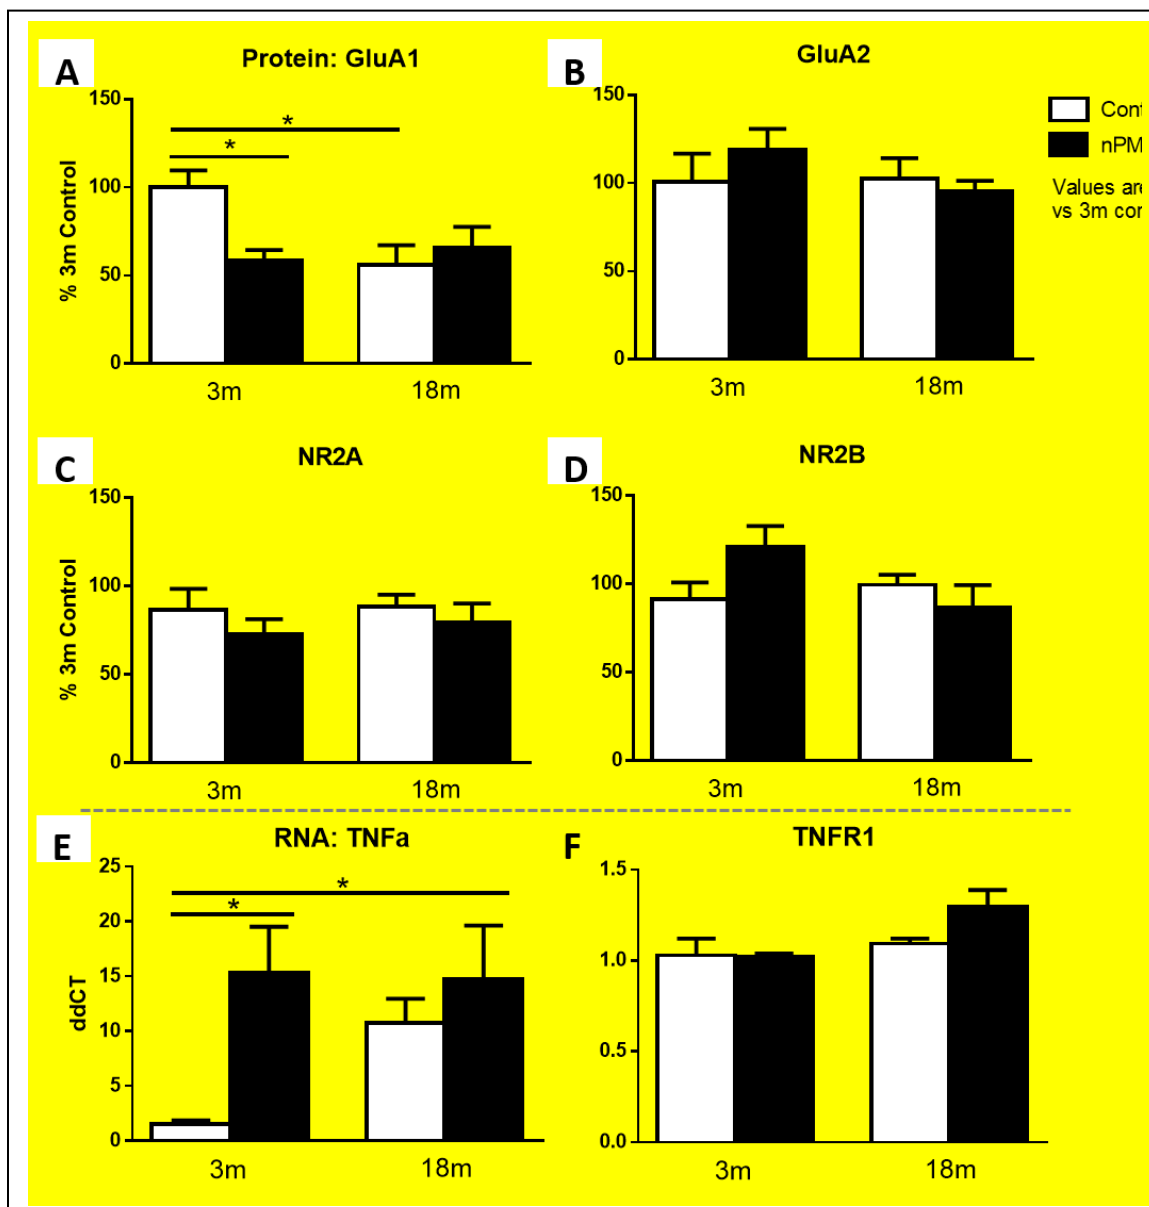 A
Protein: GluA1
% 3m Control
150
100
50
0
*
*
3m
18m
B
GluA2
150
100
50
0
3m
18m
Cont
nPM
Values are
vs 3m cor
C
NR2A
% 3m Control
150
100
50
0
3m
18m
D
NR2B
150
100
50
0
3m
18m
E
RNA: TNFa
ddCT
25
20
15
10
5
0
*
*
3m
18m
F
TNFR1
1.5
1.0
0.5
0.0
3m
18m